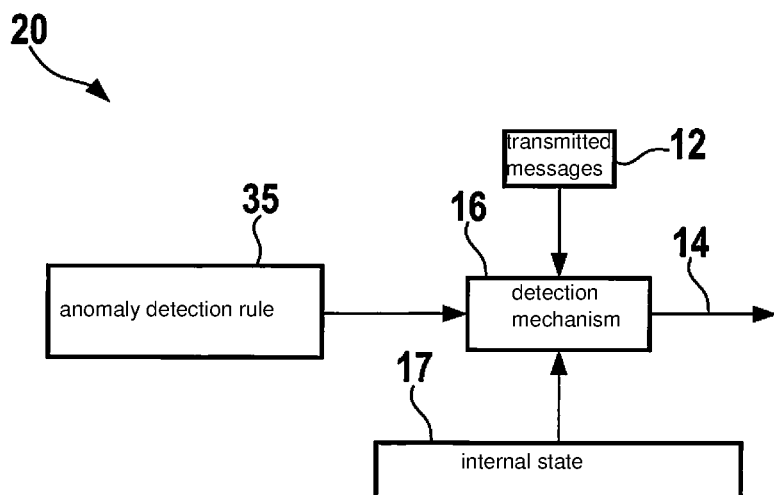 20
transmitted
messages
12
35
16
anomaly detection rule
detection
mechanism
14
17
internal state